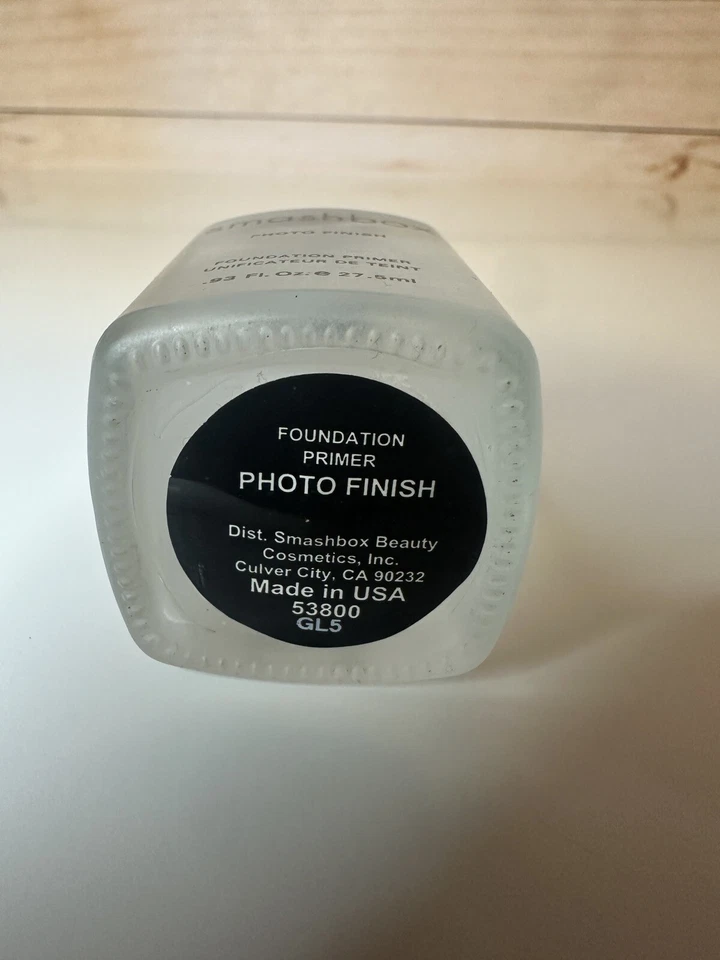 smashbox
PHOTO FINISH
FOUNDATION PRIMER
UNIFICATEUR DE TEINT
.93 Fl. Oz. e 27.5ml
FOUNDATION
PRIMER
PHOTO FINISH
Dist. Smashbox Beauty
Cosmetics, Inc.
Culver City, CA 90232
Made in USA
53800
GL5